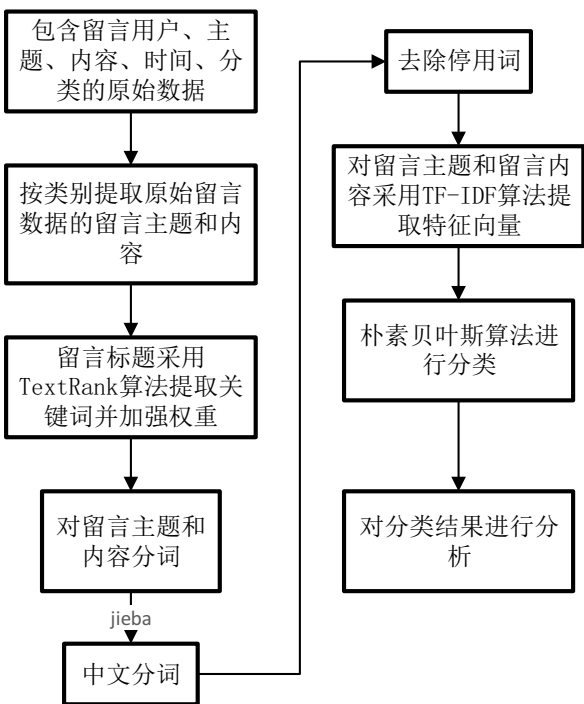 包含留言用户、主
题、内容、时间、分
类的原始数据
按类别提取原始留言
数据的留言主题和内
容
留言标题采用
TextRank算法提取关
键词并加强权重
对留言主题和
内容分词
jieba
中文分词
去除停用词
对留言主题和留言内
容采用TF-IDF算法提
取特征向量
朴素贝叶斯算法进
行分类
对分类结果进行分
析